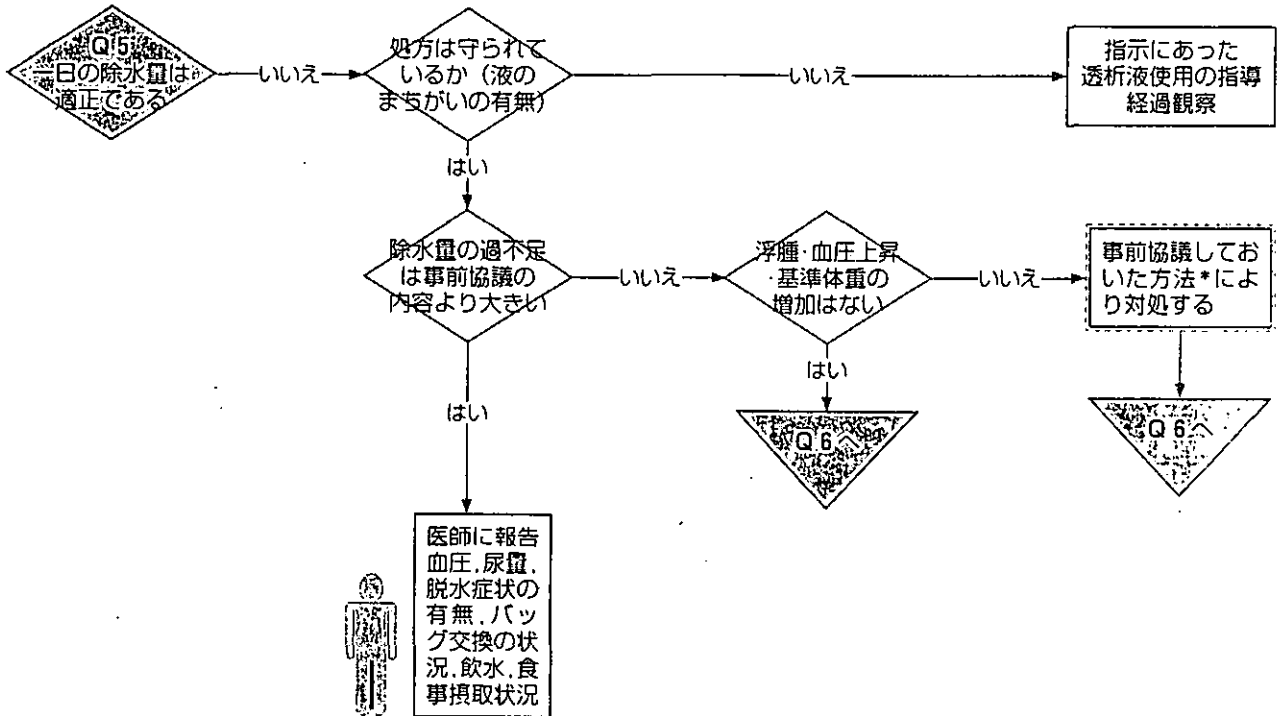 Q 5
一日の除水量は
適正である
いいえ
処方は守られて
いるか（液の
まちがいの有無）
いいえ
指示にあった
透析液使用の指導
経過観察
はい
除水量の過不足
は事前協議の
内容より大きい
いいえ
浮腫・血圧上昇
・基準体重の
増加はない
いいえ
事前協議してお
いた方法*によ
り対処する
はい
はい
Q 6 へ
Q 6 へ
医師に報告
血圧,尿量,
脱水症状の
有無,バッ
グ交換の状
況,飲水,食
事摂取状況